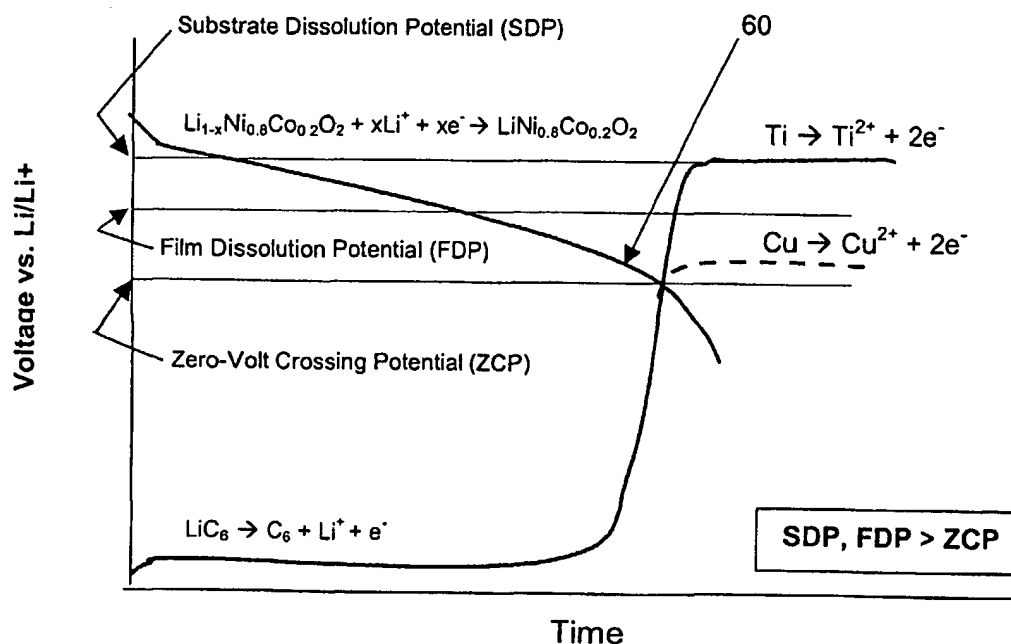 Substrate Dissolution Potential (SDP)
60
Li₁₋ₓNi₀.₈Co₀.₂O₂ + xLi⁺ + xe⁻ → LiNi₀.₈Co₀.₂O₂
Ti → Ti²⁺ + 2e⁻
Film Dissolution Potential (FDP)
Cu → Cu²⁺ + 2e⁻
Zero-Volt Crossing Potential (ZCP)
Voltage vs. Li/Li+
LiC₆ → C₆ + Li⁺ + e⁻
SDP, FDP > ZCP
Time